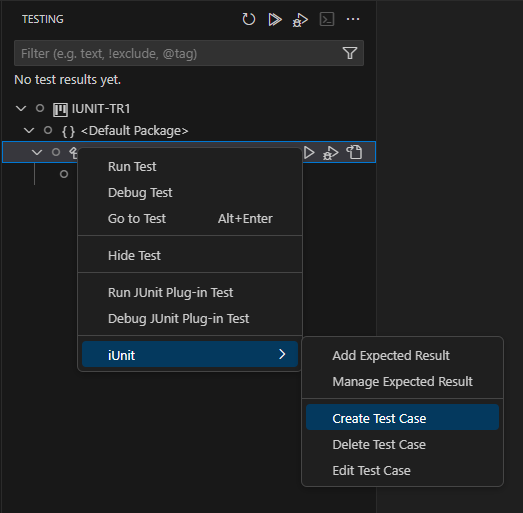 TESTING
Filter (e.g. text, !exclude, @tag)
No test results yet.
IUNIT-TR1
{ } <Default Package>
Run Test
Debug Test
Go to Test Alt+Enter
Hide Test
Run JUnit Plug-in Test
Debug JUnit Plug-in Test
iUnit
Add Expected Result
Manage Expected Result
Create Test Case
Delete Test Case
Edit Test Case